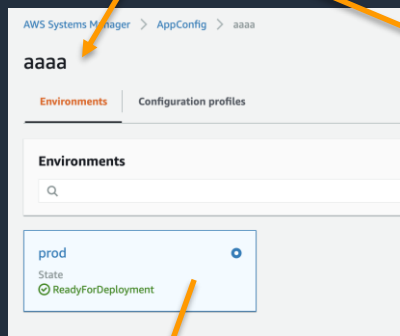 AWS Systems Manager > AppConfig > aaaa
aaaa
Environments
Configuration profiles
Environments
prod
State
ReadyForDeployment